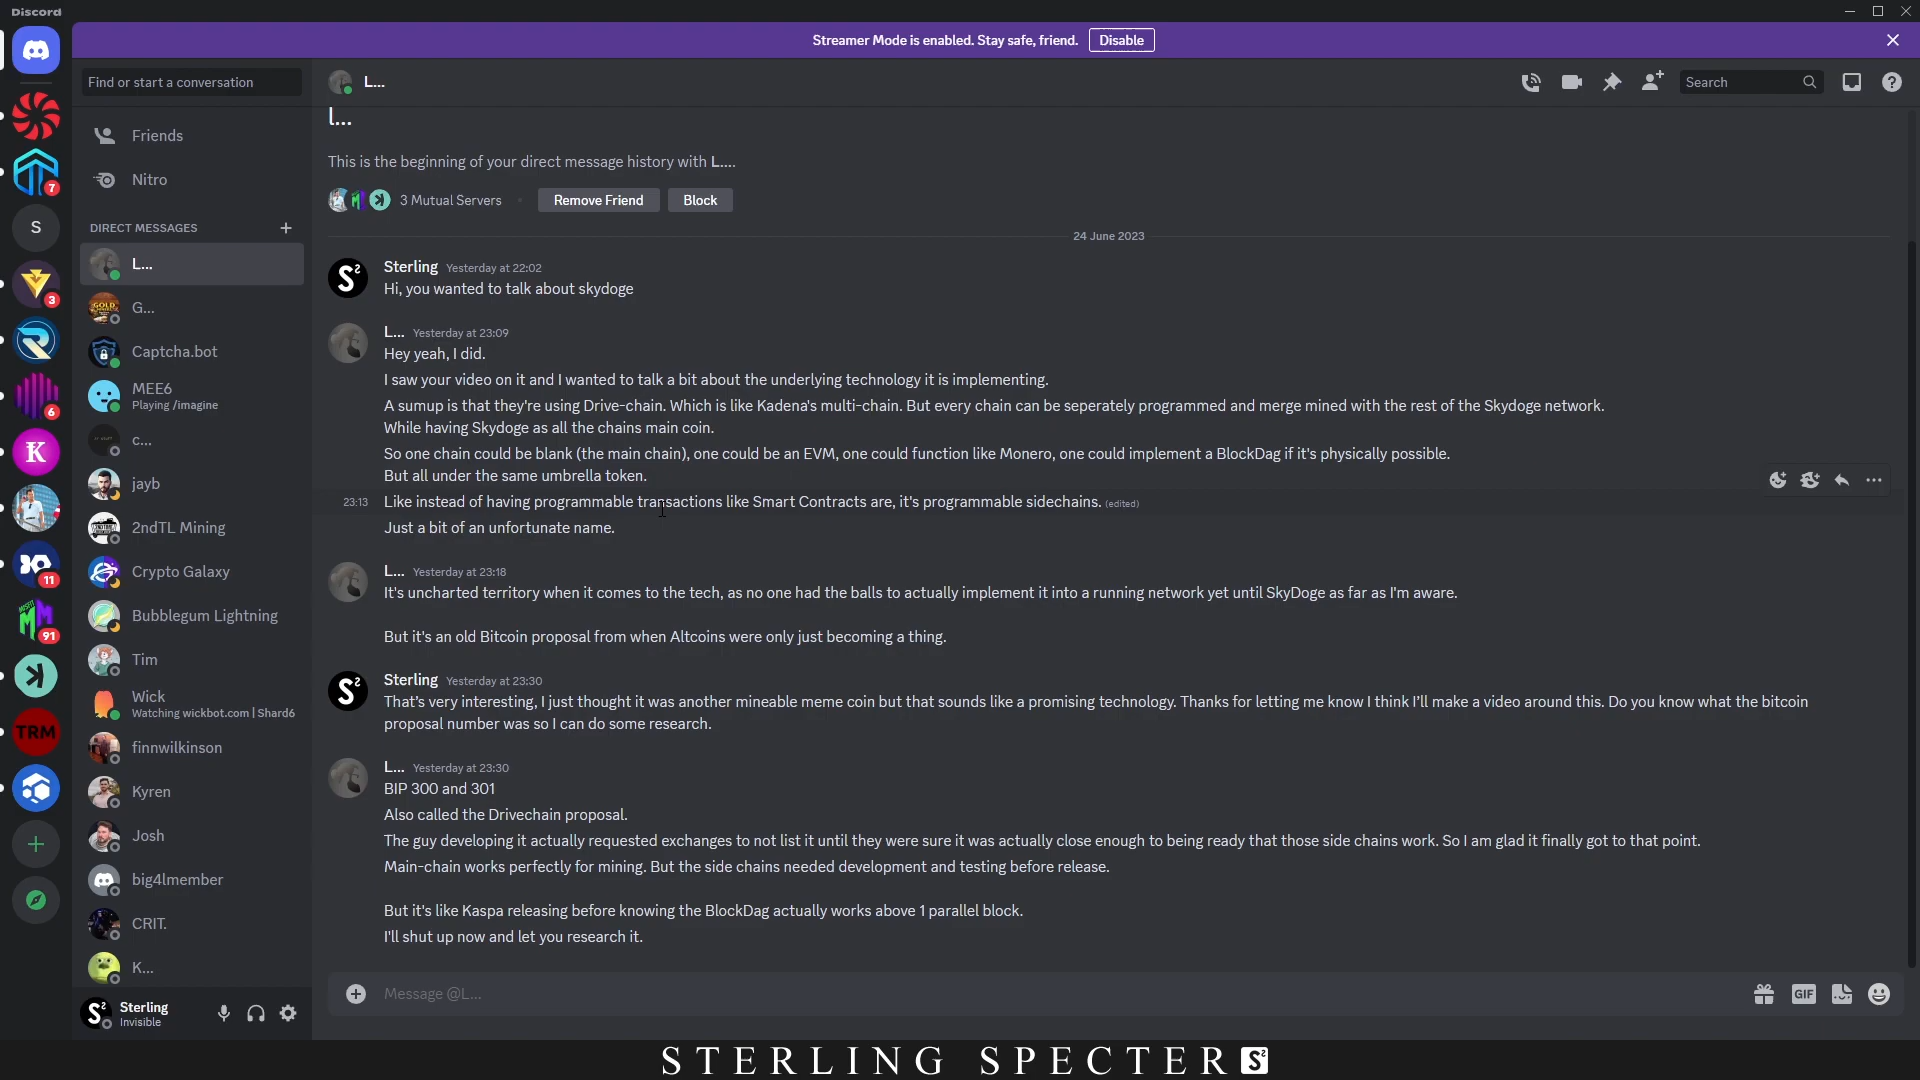 Discord
Streamer Mode is enabled. Stay safe, friend.
Disable
Find or start a conversation
L...
Search
Friends
Nitro
DIRECT MESSAGES
L...
G...
Captcha.bot
MEE6
Playing /imagine
c...
jayb
2ndTL Mining
Crypto Galaxy
Bubblegum Lightning
Tim
Wick
Watching wickbot.com | Shard6
finnwilkinson
Kyren
Josh
big4lmember
CRIT.
K...
Sterling
Invisible
7
S
3
6
K
11
91
TRM
l...
This is the beginning of your direct message history with L....
3 Mutual Servers
Remove Friend
Block
24 June 2023
Sterling Yesterday at 22:02
Hi, you wanted to talk about skydoge
L... Yesterday at 23:09
Hey yeah, I did.
I saw your video on it and I wanted to talk a bit about the underlying technology it is implementing.
A sumup is that they're using Drive-chain. Which is like Kadena's multi-chain. But every chain can be seperately programmed and merge mined with the rest of the Skydoge network.
While having Skydoge as all the chains main coin.
So one chain could be blank (the main chain), one could be an EVM, one could function like Monero, one could implement a BlockDag if it's physically possible.
But all under the same umbrella token.
23:13 Like instead of having programmable transactions like Smart Contracts are, it's programmable sidechains. (edited)
Just a bit of an unfortunate name.
L... Yesterday at 23:18
It's uncharted territory when it comes to the tech, as no one had the balls to actually implement it into a running network yet until SkyDoge as far as I'm aware.
But it's an old Bitcoin proposal from when Altcoins were only just becoming a thing.
Sterling Yesterday at 23:30
That's very interesting, I just thought it was another mineable meme coin but that sounds like a promising technology. Thanks for letting me know I think I'll make a video around this. Do you know what the bitcoin
proposal number was so I can do some research.
L... Yesterday at 23:30
BIP 300 and 301
Also called the Drivechain proposal.
The guy developing it actually requested exchanges to not list it until they were sure it was actually close enough to being ready that those side chains work. So I am glad it finally got to that point.
Main-chain works perfectly for mining. But the side chains needed development and testing before release.
But it's like Kaspa releasing before knowing the BlockDag actually works above 1 parallel block.
I'll shut up now and let you research it.
Message @L...
GIF
STERLING SPECTER S²